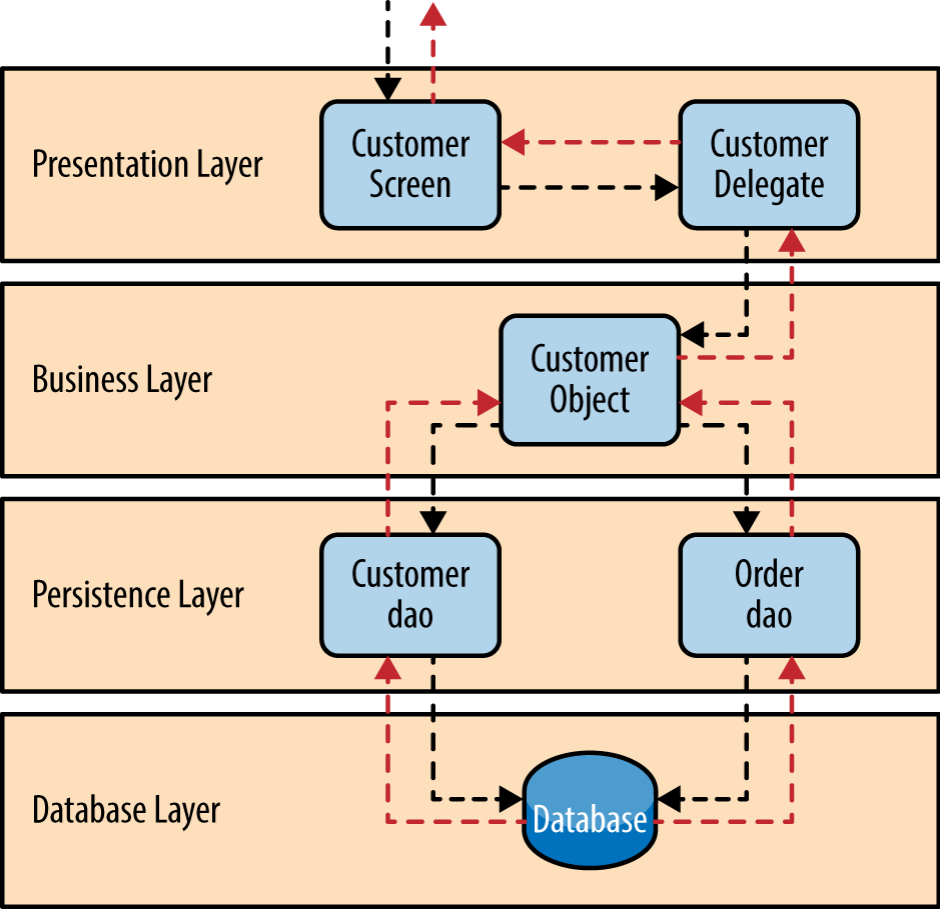 Presentation Layer
Customer
Screen
Customer
Delegate
Business Layer
Customer
Object
Persistence Layer
Customer
dao
Order
dao
Database Layer
Database